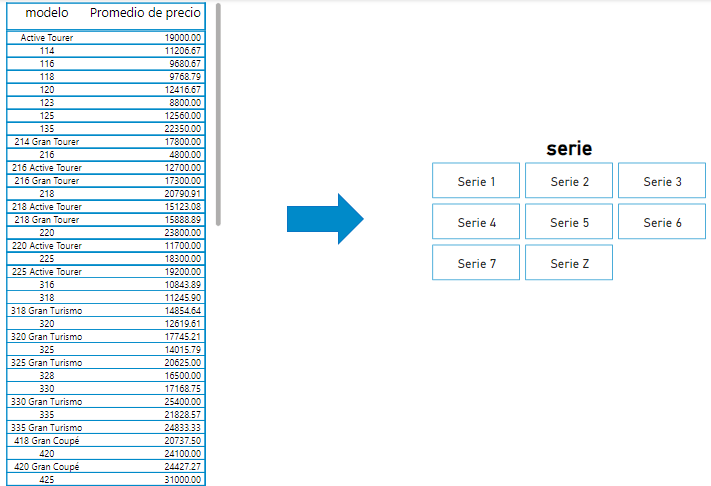 modelo Promedio de precio
Active Tourer 19000.00
114 11206.67
116 9680.67
118 9768.79
120 12416.67
123 8800.00
125 12560.00
135 22350.00
214 Gran Tourer 17800.00
216 4800.00
216 Active Tourer 12700.00
216 Gran Tourer 17300.00
218 20790.91
218 Active Tourer 15123.08
218 Gran Tourer 15888.89
220 23800.00
220 Active Tourer 11700.00
225 18300.00
225 Active Tourer 19200.00
316 10843.89
318 11245.90
318 Gran Turismo 14854.64
320 12619.61
320 Gran Turismo 17745.21
325 14015.79
325 Gran Turismo 20625.00
328 16500.00
330 17168.75
330 Gran Turismo 25400.00
335 21828.57
335 Gran Turismo 24833.33
418 Gran Coupé 20737.50
420 24100.00
420 Gran Coupé 24427.27
425 31000.00
serie
Serie 1 Serie 2 Serie 3
Serie 4 Serie 5 Serie 6
Serie 7 Serie Z